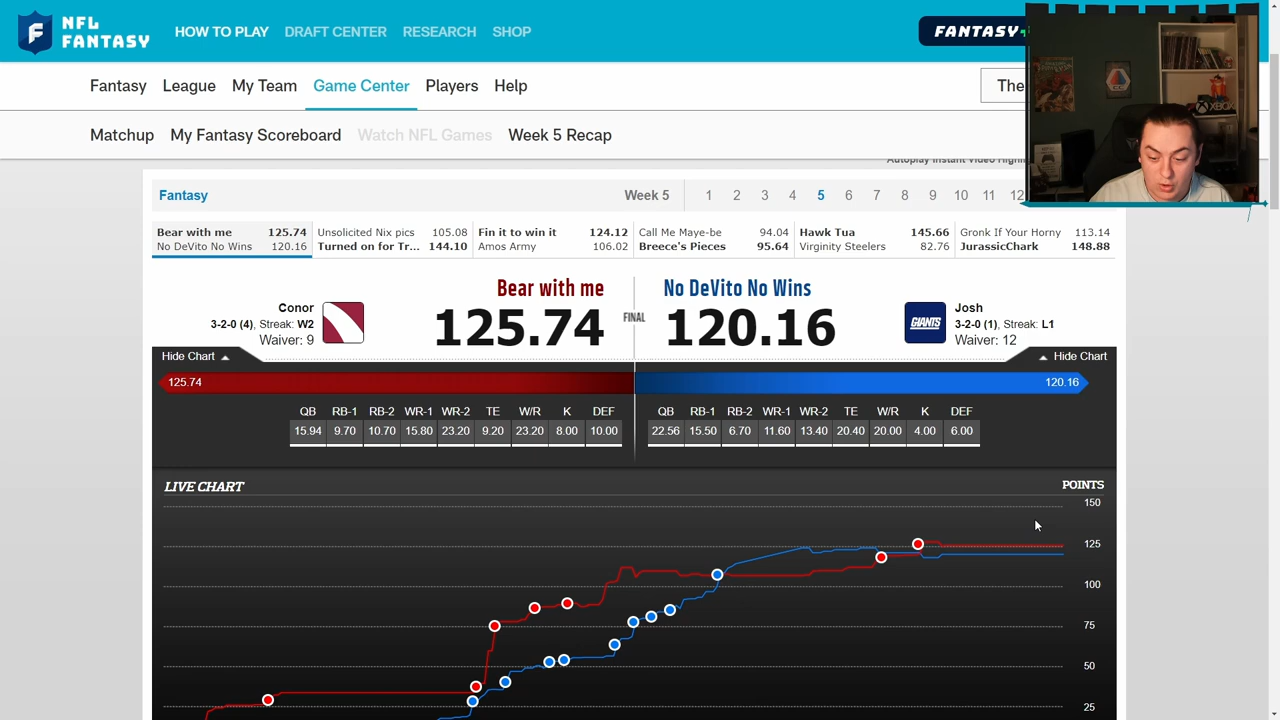 NFL FANTASY
HOW TO PLAY DRAFT CENTER RESEARCH SHOP
FANTASY+
Fantasy League My Team Game Center Players Help
The
Matchup My Fantasy Scoreboard Watch NFL Games Week 5 Recap
Fantasy Week 5 1 2 3 4 5 6 7 8 9 10 11 12
Bear with me 125.74 Unsolicited Nix pics 105.08 Fin it to win it 124.12 Call Me Maye-be 94.04 Hawk Tua 145.66 Gronk If Your Horny 113.14
No DeVito No Wins 120.16 Turned on for Tr... 144.10 Amos Army 106.02 Breece's Pieces 95.64 Virginity Steelers 82.76 JurassicChark 148.88
Bear with me No DeVito No Wins
Conor Josh
125.74 FINAL 120.16
3-2-0 (4), Streak: W2 GIANTS 3-2-0 (1), Streak: L1
Waiver: 9 Waiver: 12
Hide Chart Hide Chart
125.74 120.16
QB RB-1 RB-2 WR-1 WR-2 TE W/R K DEF QB RB-1 RB-2 WR-1 WR-2 TE W/R K DEF
15.94 9.70 10.70 15.80 23.20 9.20 23.20 8.00 10.00 22.56 15.50 6.70 11.60 13.40 20.40 20.00 4.00 6.00
LIVE CHART POINTS
150
125
100
75
50
25